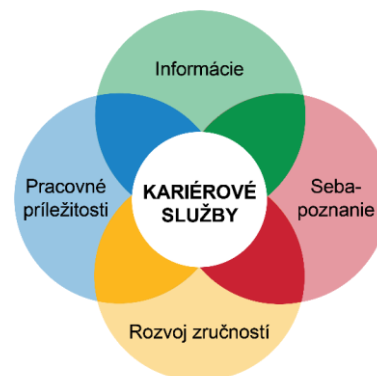 Informácie
Pracovné
príležitosti
KARIÉROVÉ
SLUŽBY
Seba-
poznanie
Rozvoj zručností